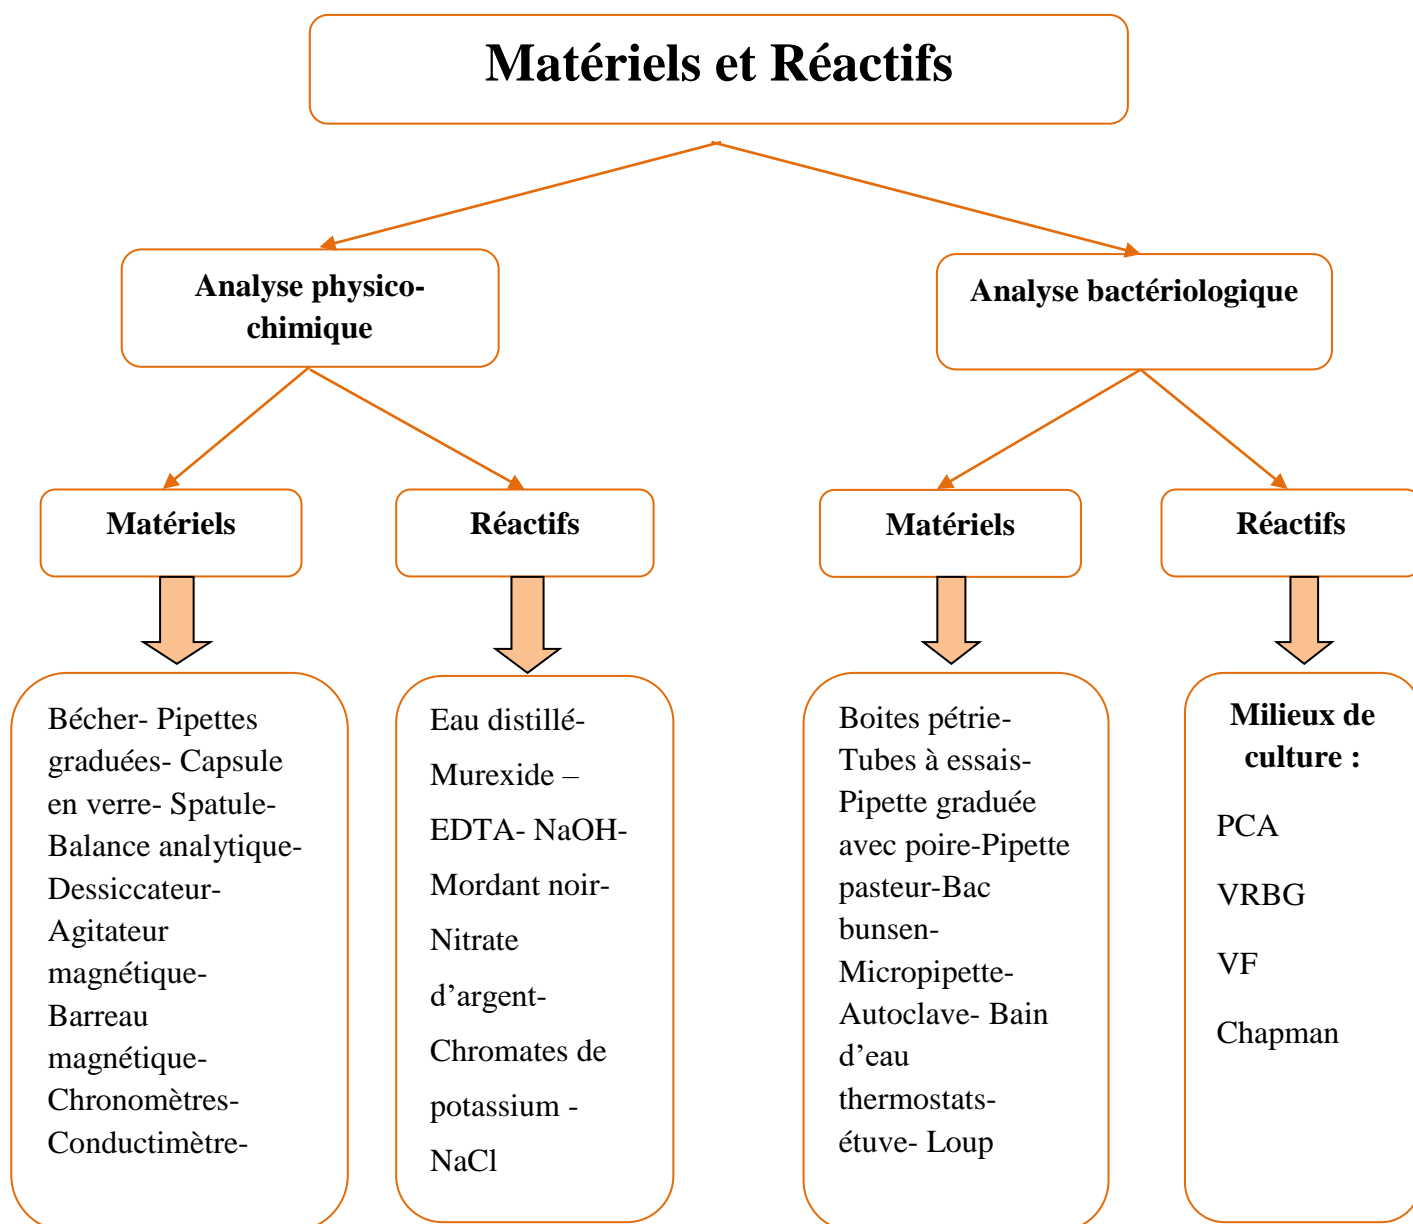 Matériels et Réactifs
Analyse physico-
chimique
Analyse bactériologique
Matériels
Réactifs
Matériels
Réactifs
Bécher- Pipettes
graduées- Capsule
en verre- Spatule-
Balance analytique-
Dessiccateur-
Agitateur
magnétique-
Barreau
magnétique-
Chronomètres-
Conductimètre-
Eau distillé-
Murexide –
EDTA- NaOH-
Mordant noir-
Nitrate
d’argent-
Chromates de
potassium -
NaCl
Boites pétrie-
Tubes à essais-
Pipette graduée
avec poire-Pipette
pasteur-Bac
bunsen-
Micropipette-
Autoclave- Bain
d’eau
thermostats-
étuve- Loup
Milieux de
culture :
PCA
VRBG
VF
Chapman